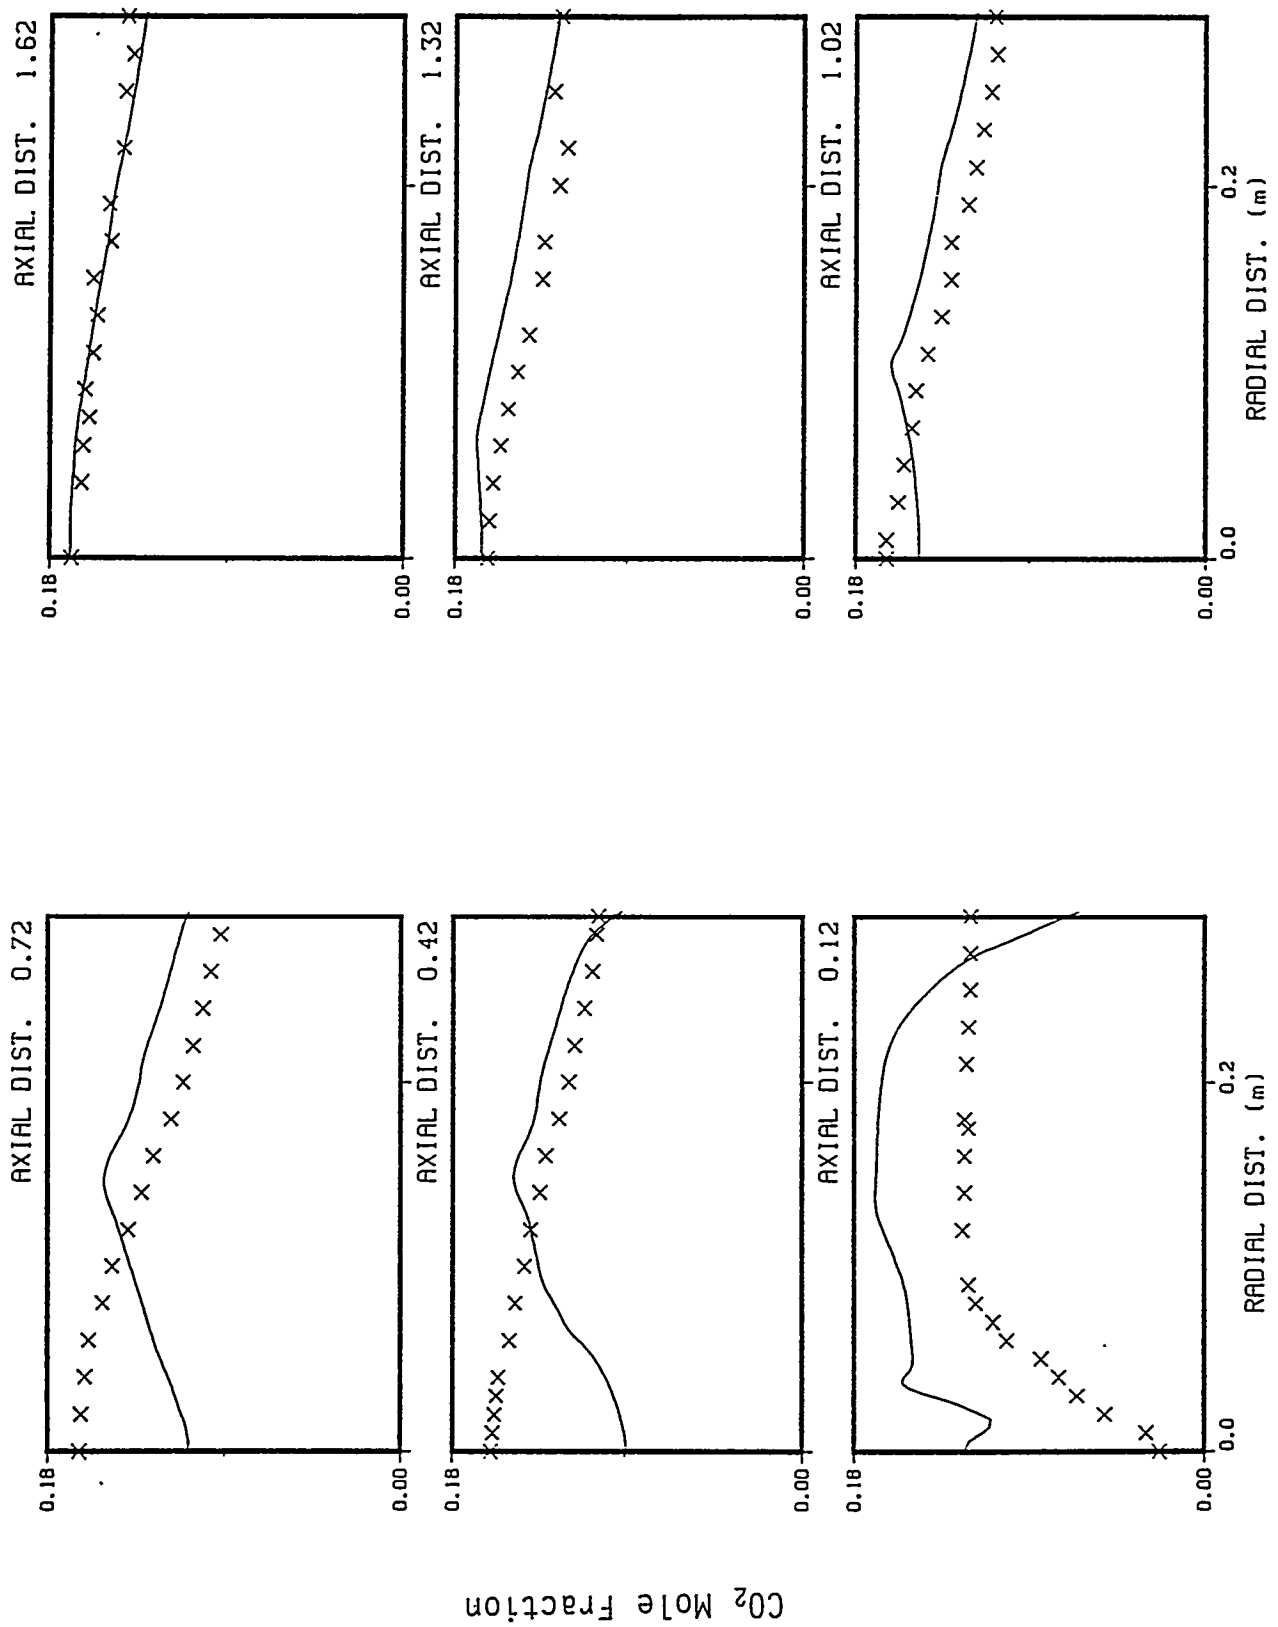 CO₂ Mole Fraction
AXIAL DIST. 0.72
0.18
0.00
AXIAL DIST. 0.42
0.18
0.00
AXIAL DIST. 0.12
0.18
0.00
0.0
0.2
RADIAL DIST. (m)
AXIAL DIST. 1.62
0.18
0.00
AXIAL DIST. 1.32
0.18
0.00
AXIAL DIST. 1.02
0.18
0.00
0.0
0.2
RADIAL DIST. (m)